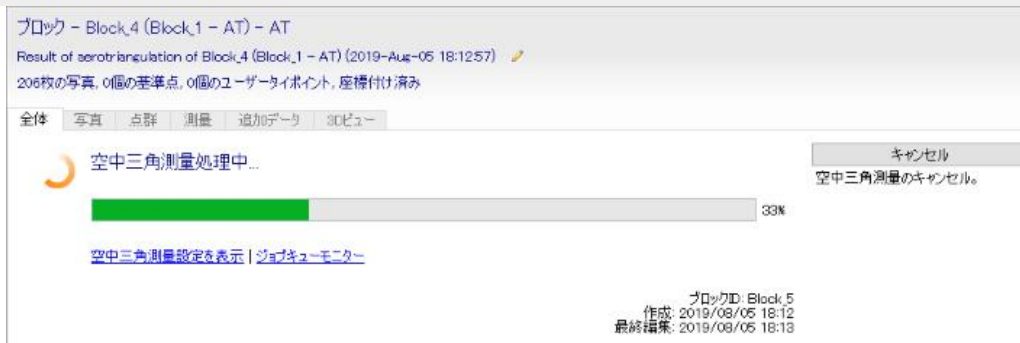 ブロック - Block_4 (Block_1 - AT) - AT
Result of aerotriangulation of Block_4 (Block_1 - AT) (2019-Aug-05 18:12:57)
206枚の写真, 0個の基準点, 0個のユーザータイポイント, 座標付け済み
全体 写真 点群 測量 追加データ 3Dビュー
空中三角測量処理中...
キャンセル
空中三角測量のキャンセル。
33%
空中三角測量設定を表示 | ジョブキューモニター
ブロックID: Block_5
作成: 2019/08/05 18:12
最終編集: 2019/08/05 18:13